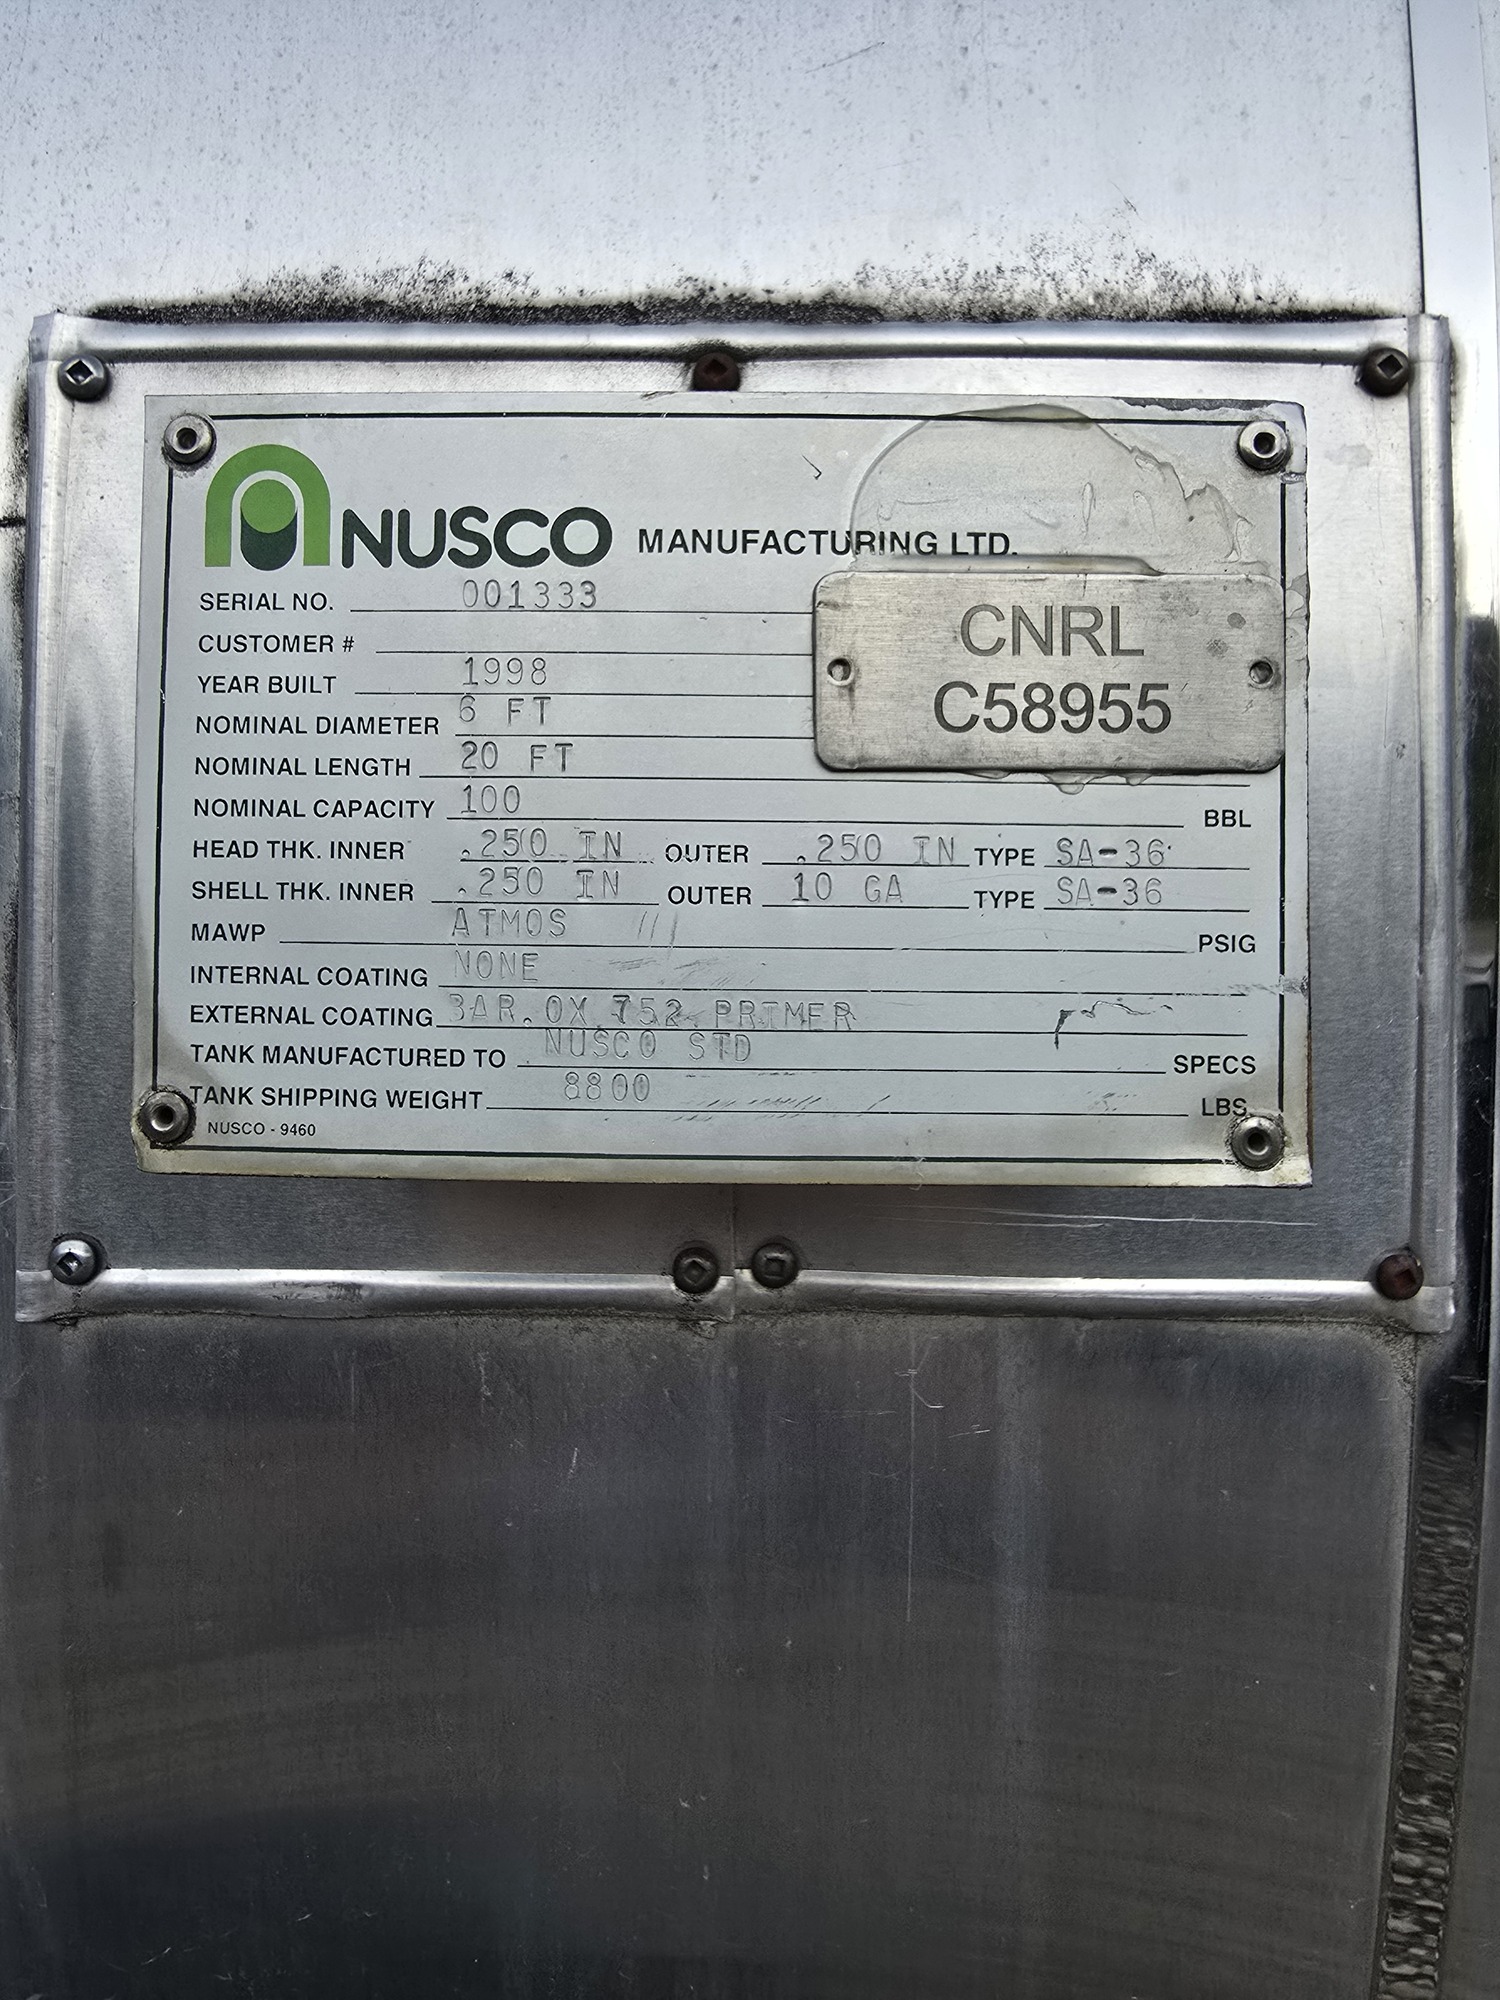 NUSCO MANUFACTURING LTD.
SERIAL NO. 001333
CUSTOMER #
CNRL
C58955
YEAR BUILT 1998
NOMINAL DIAMETER 6 FT
NOMINAL LENGTH 20 FT
NOMINAL CAPACITY 100 BBL
HEAD THK. INNER .250 IN OUTER .250 IN TYPE SA-36
SHELL THK. INNER .250 IN OUTER 10 GA TYPE SA-36
MAWP ATMOS PSIG
INTERNAL COATING NONE
EXTERNAL COATING BAR.OX 752 PRIMER
TANK MANUFACTURED TO NUSCO STD SPECS
TANK SHIPPING WEIGHT 8800 LBS.
NUSCO - 9460